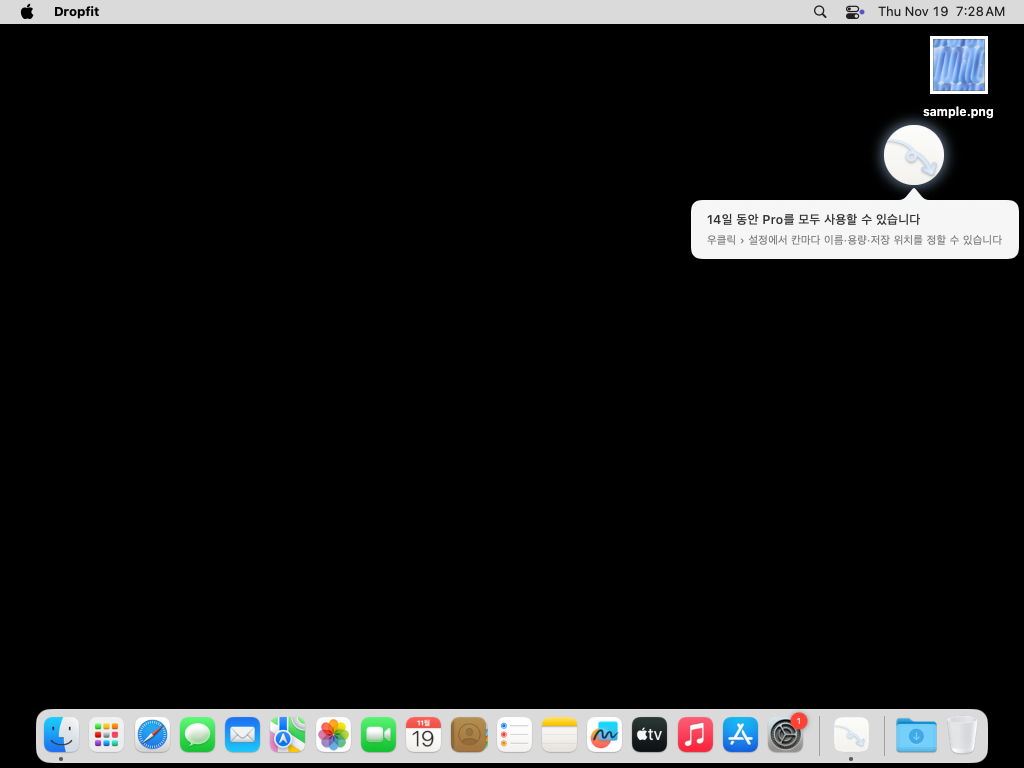 Dropfit
Thu Nov 19 7:28 AM
sample.png
14일 동안 Pro를 모두 사용할 수 있습니다
우클릭 › 설정에서 칸마다 이름·용량·저장 위치를 정할 수 있습니다
11월
19
tv
1